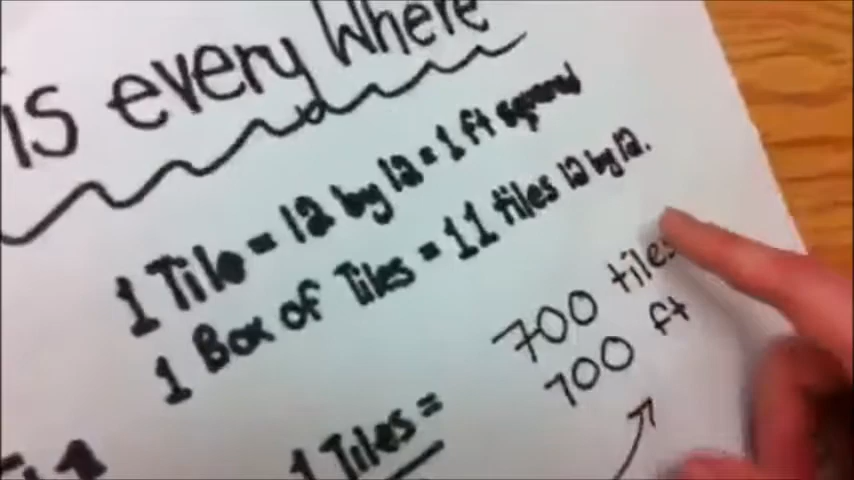 is every Where
1 Tile = 12 by 12 = 1 ft squared
1 Box of Tiles = 11 tiles 12 by 12.
700 tiles
700 ft
1 Tiles =